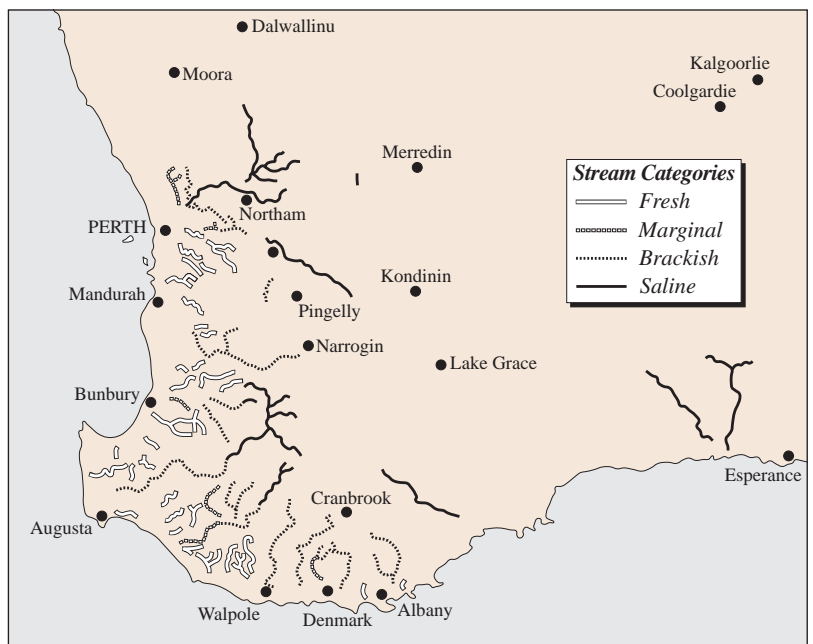 Dalwallinu
Moora
Kalgoorlie
Coolgardie
Merredin
Stream Categories
Fresh
Marginal
Brackish
Saline
Northam
PERTH
Kondinin
Mandurah
Pingelly
Narrogin
Lake Grace
Bunbury
Esperance
Cranbrook
Augusta
Walpole
Denmark
Albany